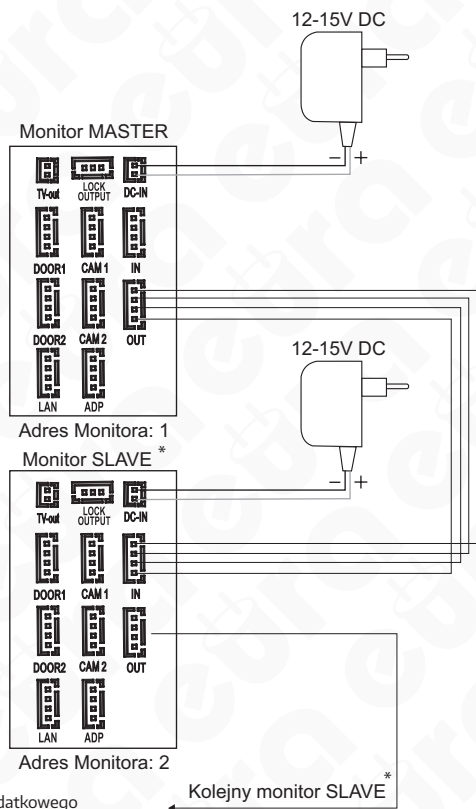 12-15V DC
Monitor MASTER
− +
TV-out LOCK OUTPUT DC-IN
DOOR1 CAM 1 IN
DOOR2 CAM 2 OUT
LAN ADP
12-15V DC
Adres Monitora: 1
Monitor SLAVE *
− +
TV-out LOCK OUTPUT DC-IN
DOOR1 CAM 1 IN
DOOR2 CAM 2 OUT
LAN ADP
Adres Monitora: 2
Kolejny monitor SLAVE *
datkowego
eura